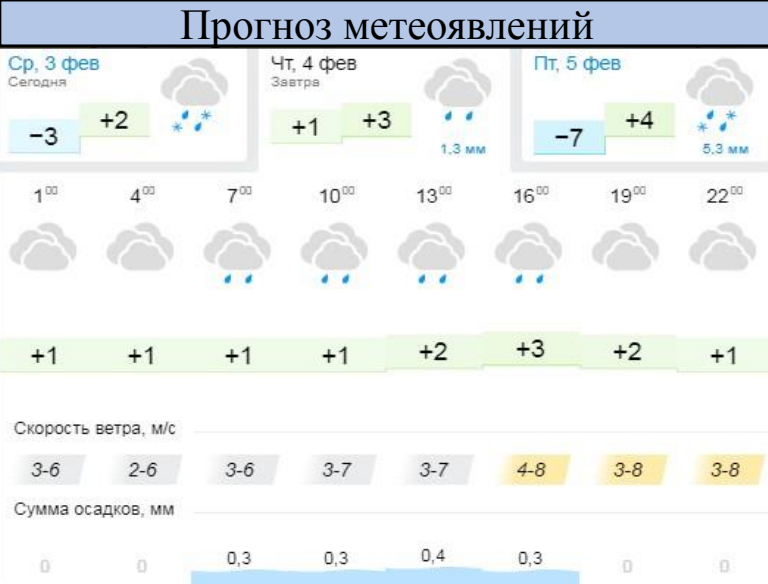 Прогноз метеоявлений
Ср, 3 фев
Сегодня
−3 +2
Чт, 4 фев
Завтра
+1 +3
1,3 мм
Пт, 5 фев
−7 +4
5,3 мм
1⁰⁰ 4⁰⁰ 7⁰⁰ 10⁰⁰ 13⁰⁰ 16⁰⁰ 19⁰⁰ 22⁰⁰
+1 +1 +1 +1 +2 +3 +2 +1
Скорость ветра, м/с
3-6 2-6 3-6 3-7 3-7 4-8 3-8 3-8
Сумма осадков, мм
0 0 0,3 0,3 0,4 0,3 0 0